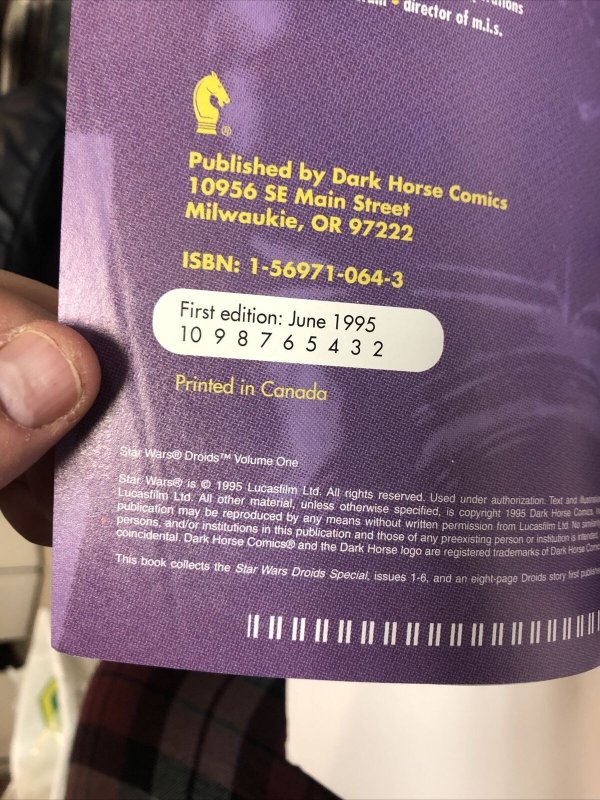 director of m.i.s.
®
Published by Dark Horse Comics
10956 SE Main Street
Milwaukie, OR 97222
ISBN: 1-56971-064-3
First edition: June 1995
10 9 8 7 6 5 4 3 2
Printed in Canada
Star Wars® Droids™ Volume One
Star Wars® is © 1995 Lucasfilm Ltd. All rights reserved. Used under authorization. Text and
Lucasfilm Ltd. All other material, unless otherwise specified, is copyright 1995 Dark Horse Comics,
publication may be reproduced by any means without written permission from Lucasfilm Ltd. No
persons, and/or institutions in this publication and those of any preexisting person or institution is intended,
coincidental. Dark Horse Comics® and the Dark Horse logo are registered trademarks of Dark Horse
This book collects the Star Wars Droids Special, issues 1-6, and an eight-page Droids story first